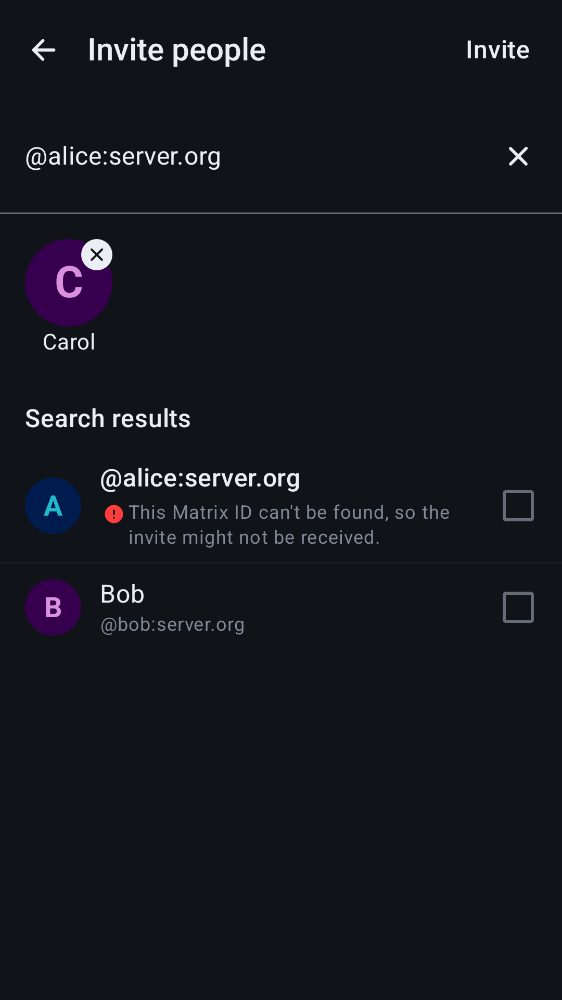 Invite people
Invite
@alice:server.org
C
Carol
Search results
A
@alice:server.org
This Matrix ID can't be found, so the
invite might not be received.
B
Bob
@bob:server.org